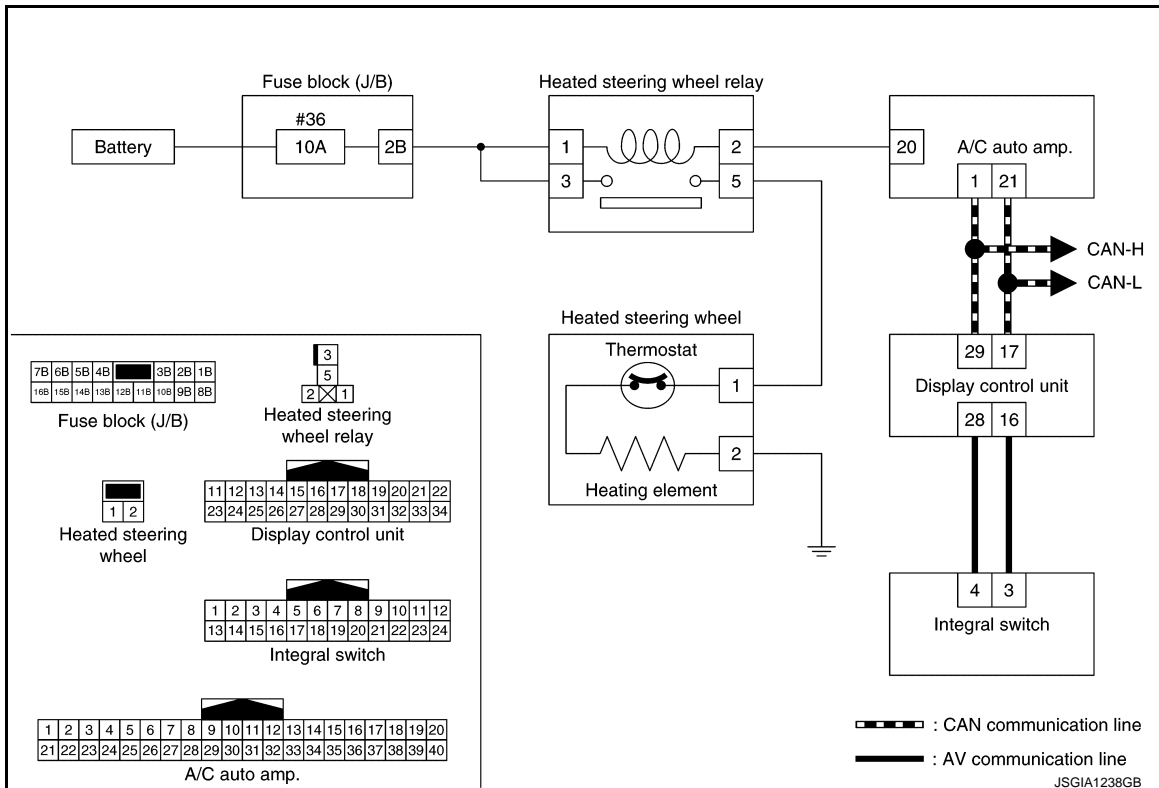 Fuse block (J/B)
Heated steering wheel relay
#36
Battery
10A
2B
1
2
20
A/C auto amp.
3
5
1 21
CAN-H
CAN-L
Heated steering wheel
Thermostat
1
29 17
Display control unit
28 16
2
Heating element
4 3
Integral switch
7B 6B 5B 4B 3B 2B 1B
16B 15B 14B 13B 12B 11B 10B 9B 8B
Fuse block (J/B)
3
5
2 1
Heated steering
wheel relay
1 2
Heated steering
wheel
11 12 13 14 15 16 17 18 19 20 21 22
23 24 25 26 27 28 29 30 31 32 33 34
Display control unit
1 2 3 4 5 6 7 8 9 10 11 12
13 14 15 16 17 18 19 20 21 22 23 24
Integral switch
1 2 3 4 5 6 7 8 9 10 11 12 13 14 15 16 17 18 19 20
21 22 23 24 25 26 27 28 29 30 31 32 33 34 35 36 37 38 39 40
A/C auto amp.
: CAN communication line
: AV communication line
JSGIA1238GB